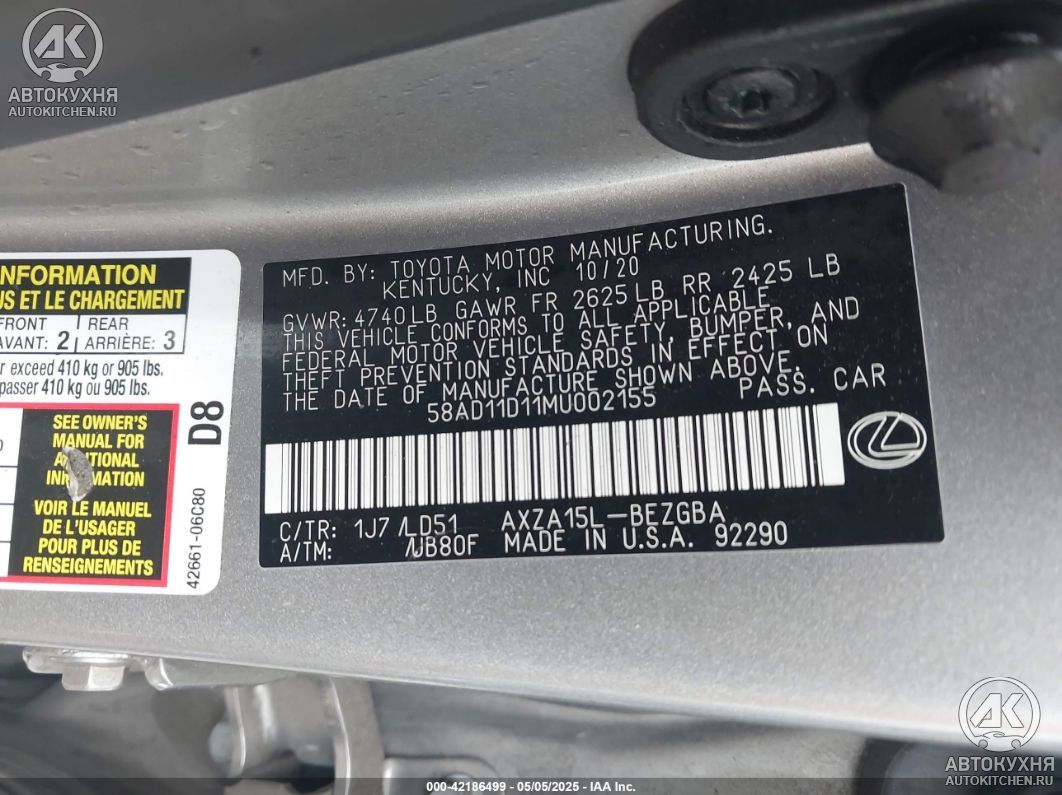 АВТОКУХНЯ
AUTOKITCHEN.RU
MFD. BY: TOYOTA MOTOR MANUFACTURING.
KENTUCKY, INC 10/20
GVWR: 4740LB GAWR FR 2625LB RR 2425 LB
THIS VEHICLE CONFORMS TO ALL APPLICABLE
FEDERAL MOTOR VEHICLE SAFETY, BUMPER, AND
THEFT PREVENTION STANDARDS IN EFFECT ON
THE DATE OF MANUFACTURE SHOWN ABOVE.
58AD11D11MU002155 PASS. CAR
C/TR: 1J7 /LD51 AXZA15L-BEZGBA
A/TM: /UB80F MADE IN U.S.A. 92290
INFORMATION
US ET LE CHARGEMENT
FRONT
AVANT: 2
REAR
ARRIÈRE: 3
r exceed 410 kg or 905 lbs.
passer 410 kg ou 905 lbs.
SEE OWNER'S
MANUAL FOR
ADDITIONAL
INFORMATION
VOIR LE MANUEL
DE L'USAGER
POUR PLUS DE
RENSEIGNEMENTS
D8
42661-06C80
АВТОКУХНЯ
AUTOKITCHEN.RU
000-42186499 - 05/05/2025 - IAA Inc.